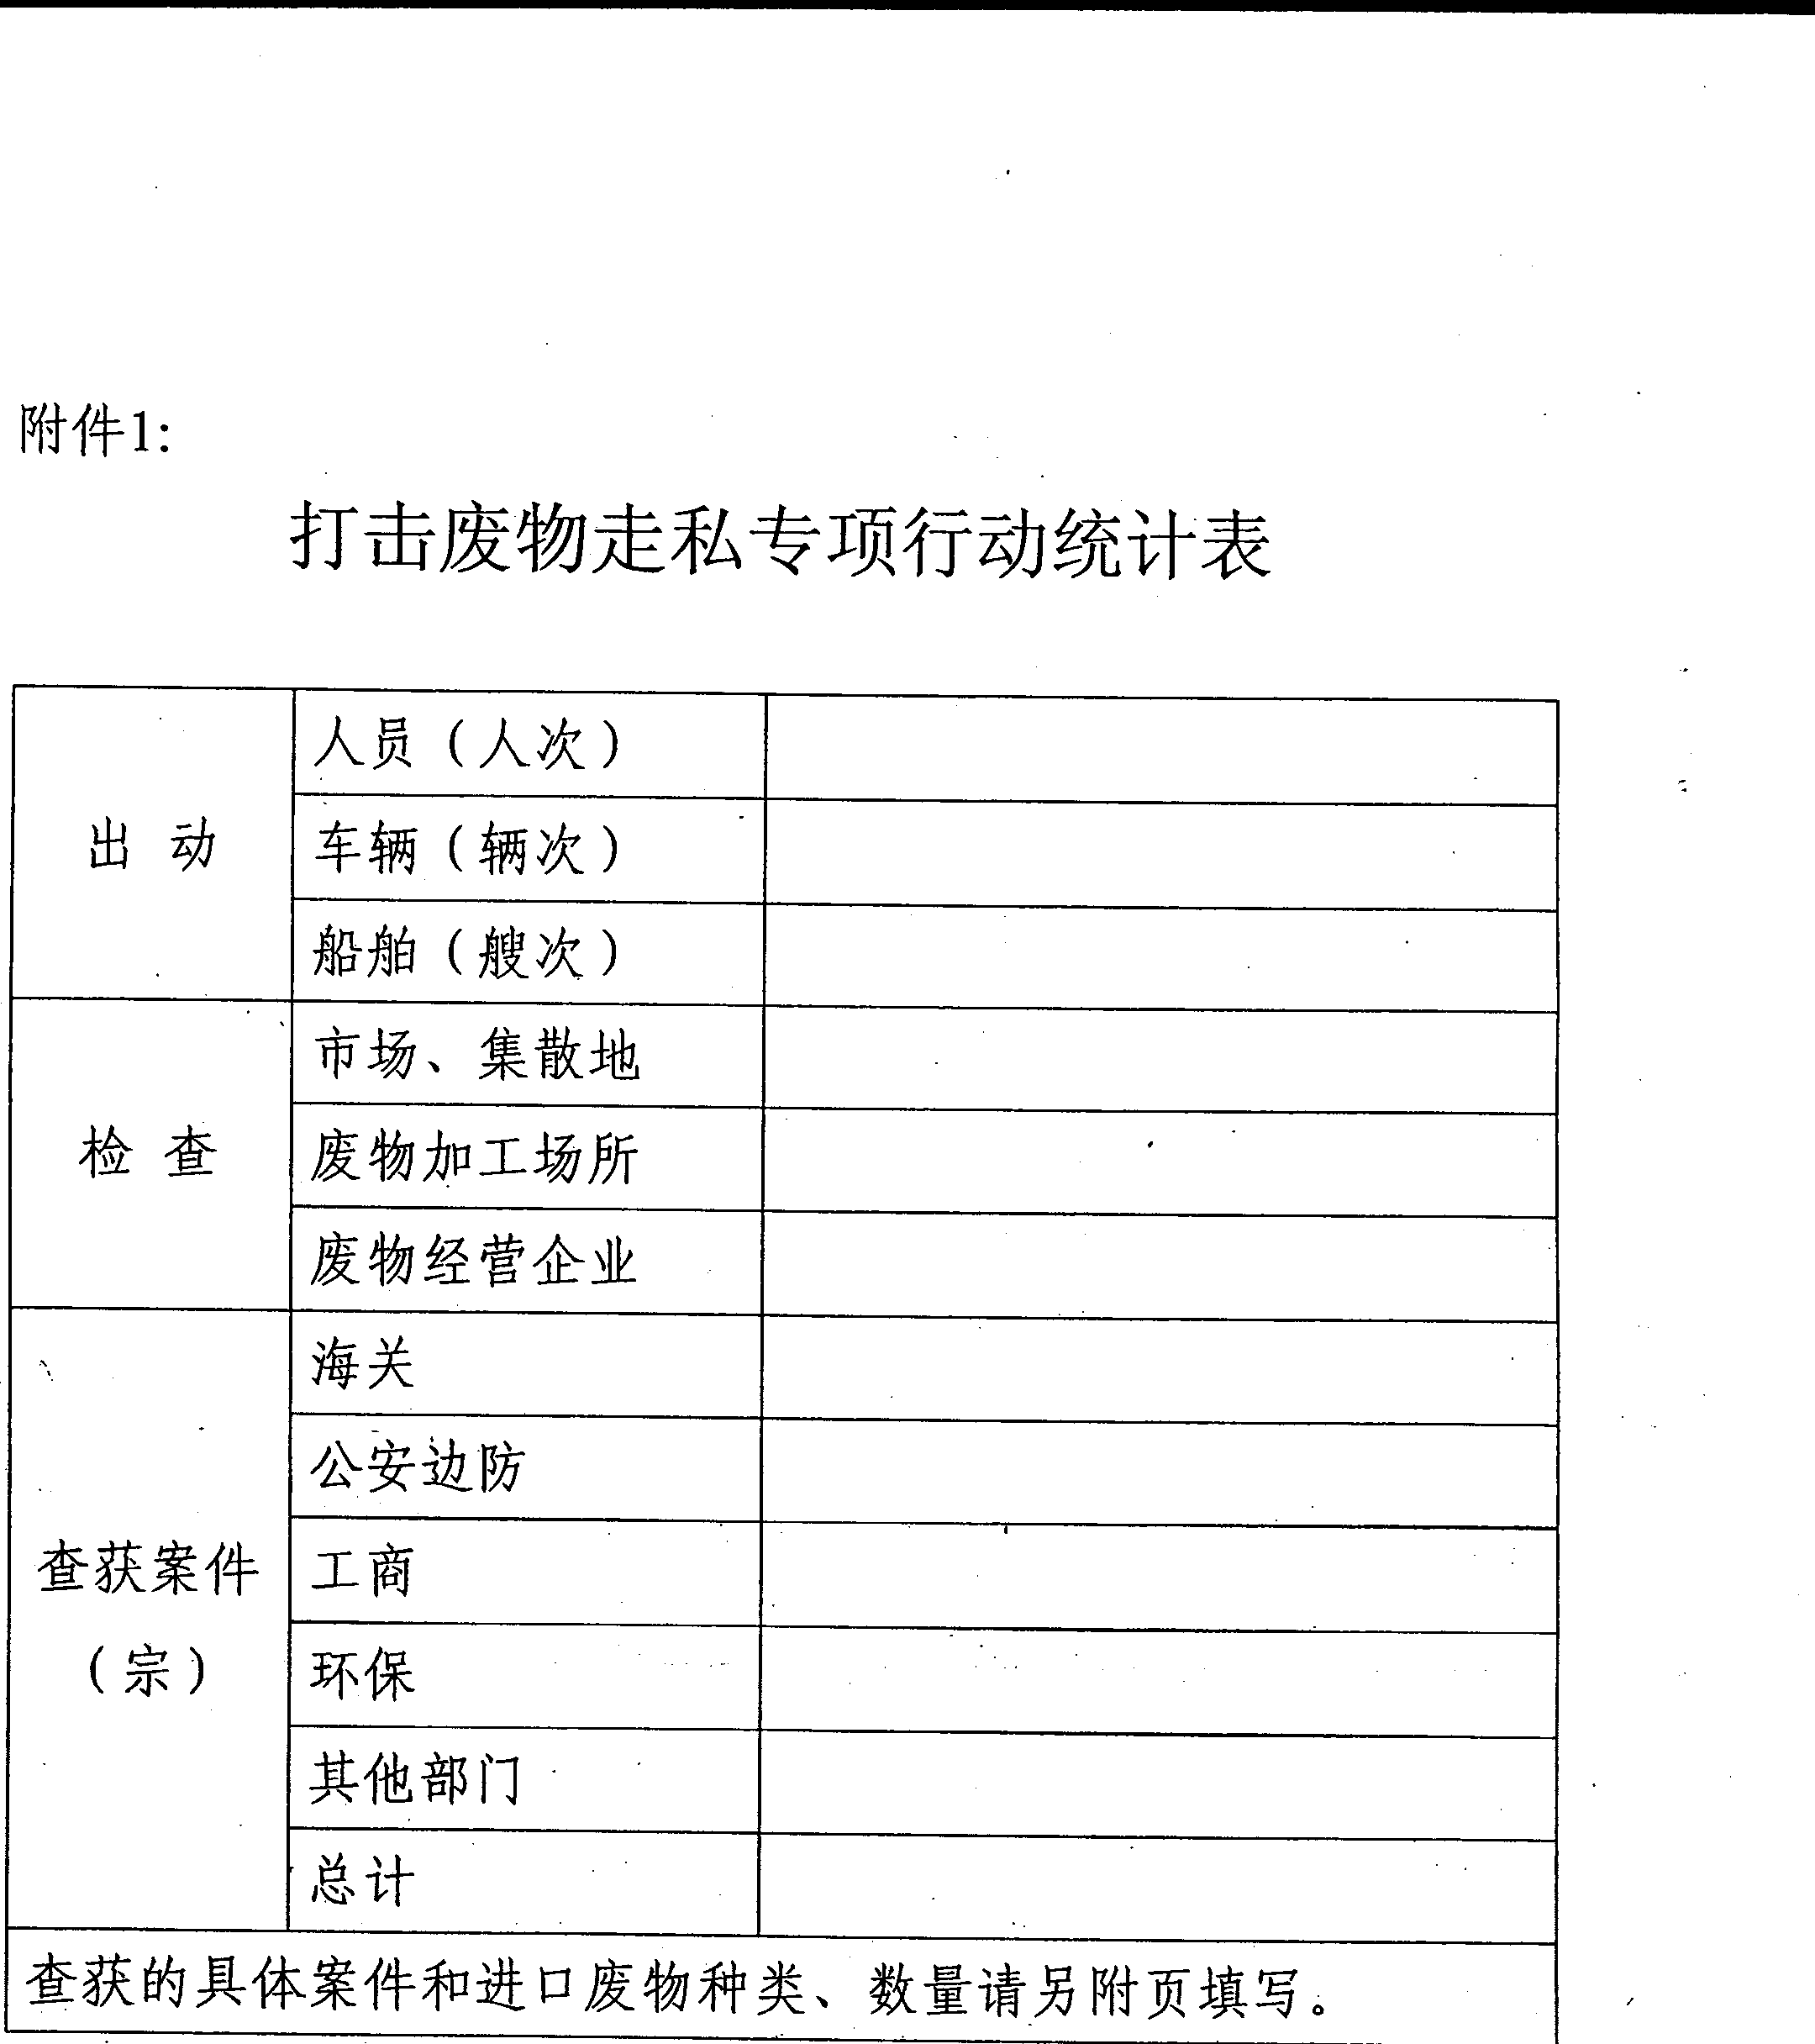 附件1:
打击废物走私专项行动统计表
出 动
人员（人次）
车辆（辆次）
船舶（艘次）
检 查
市场、集散地
废物加工场所
废物经营企业
查获案件
（宗）
海关
公安边防
工商
环保
其他部门
总计
查获的具体案件和进口废物种类、数量请另附页填写。